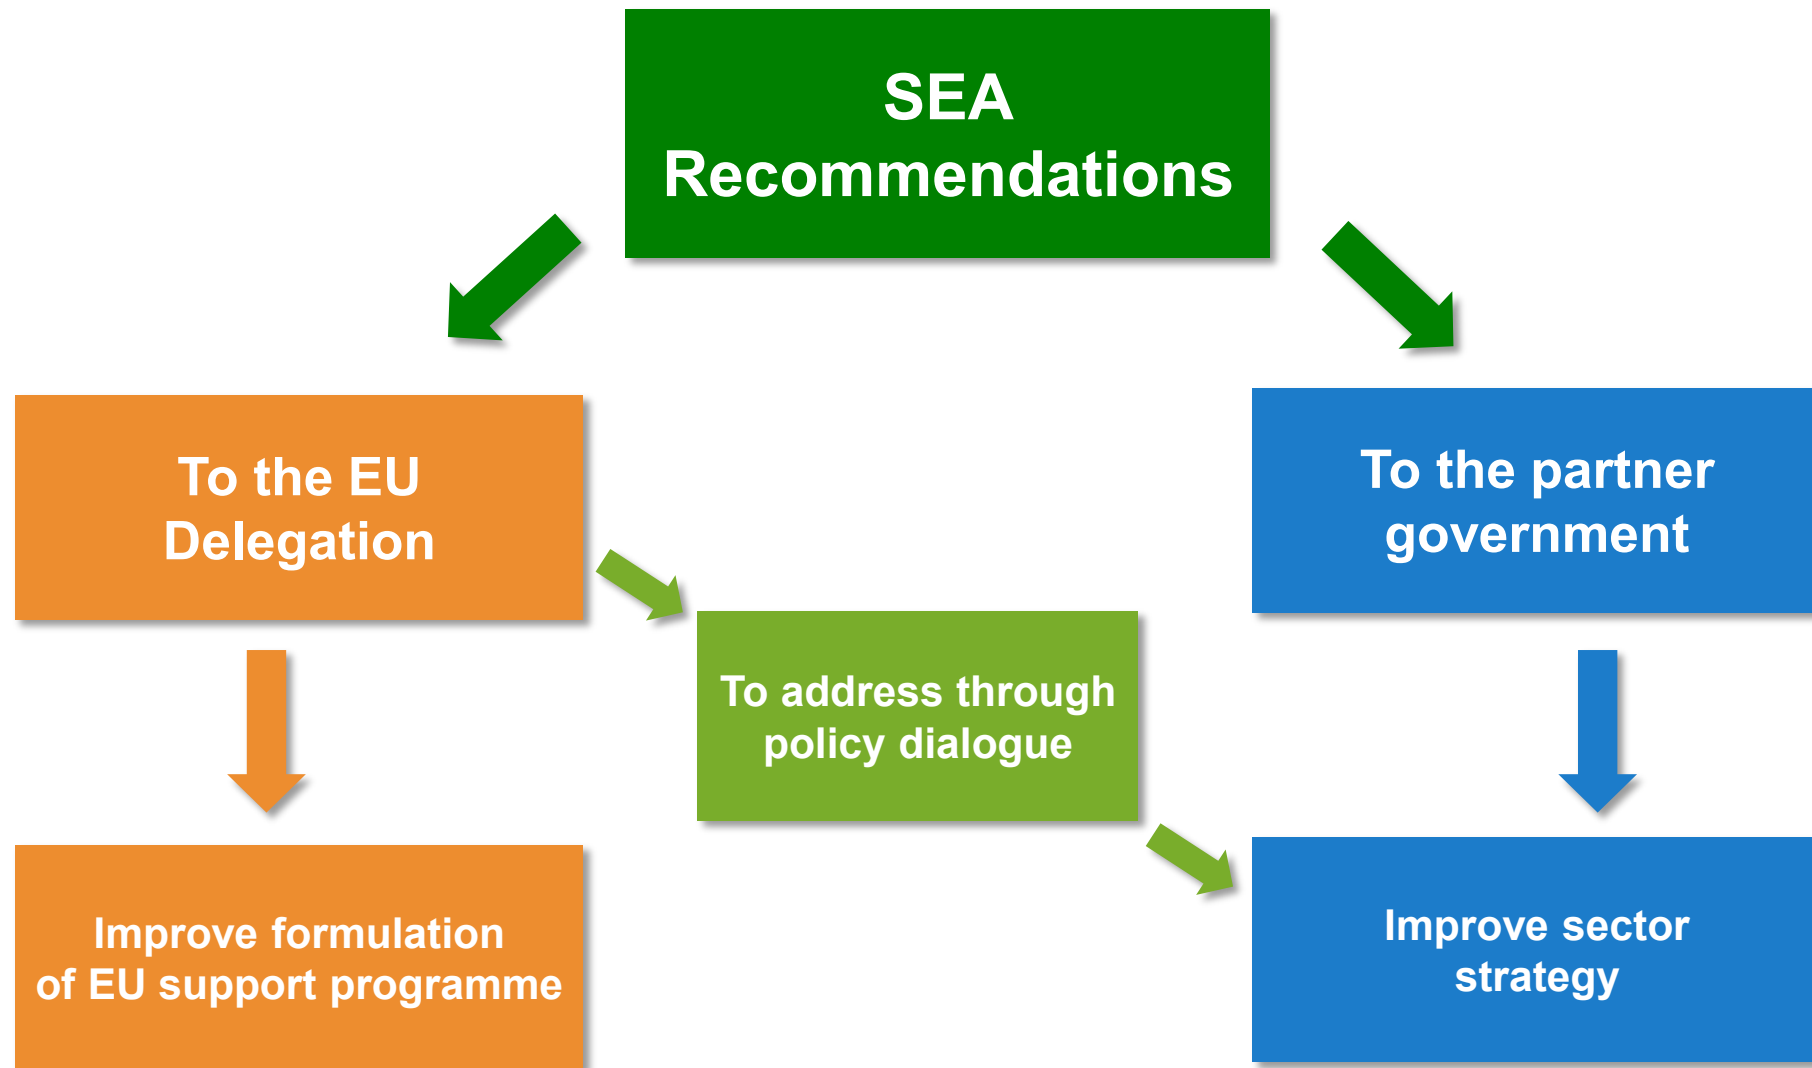 SEA
Recommendations
To the EU
Delegation
To the partner
government
To address through
policy dialogue
Improve formulation
of EU support programme
Improve sector
strategy